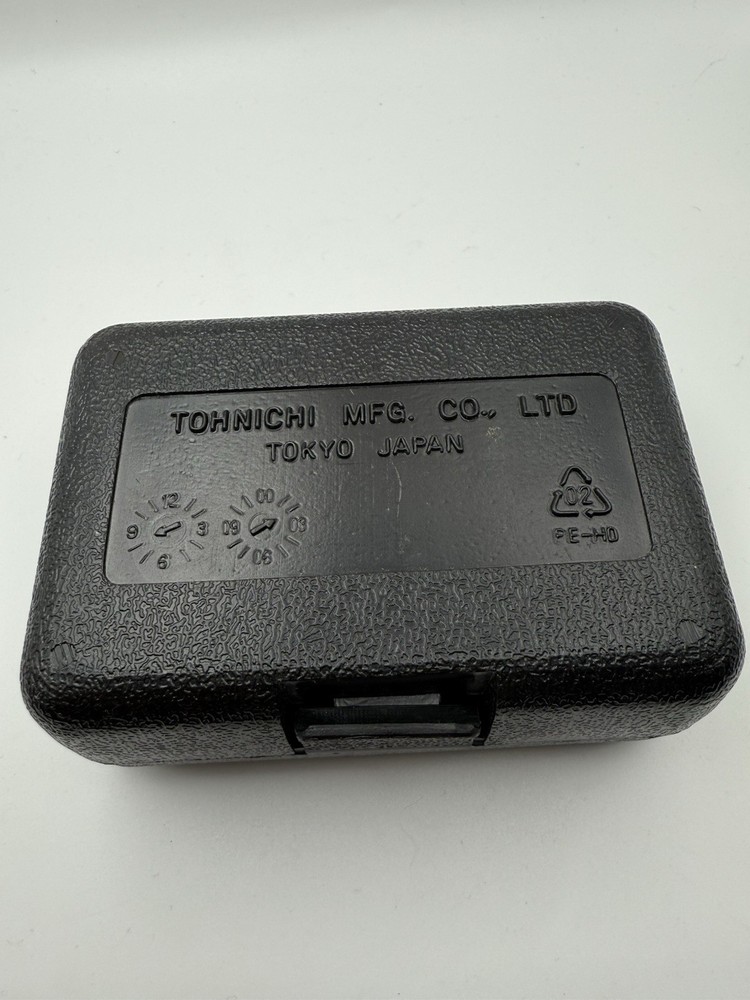 TOHNICHI MFG. CO., LTD
TOKYO JAPAN
12
9 3
6
00
09 03
06
02
PE-HD